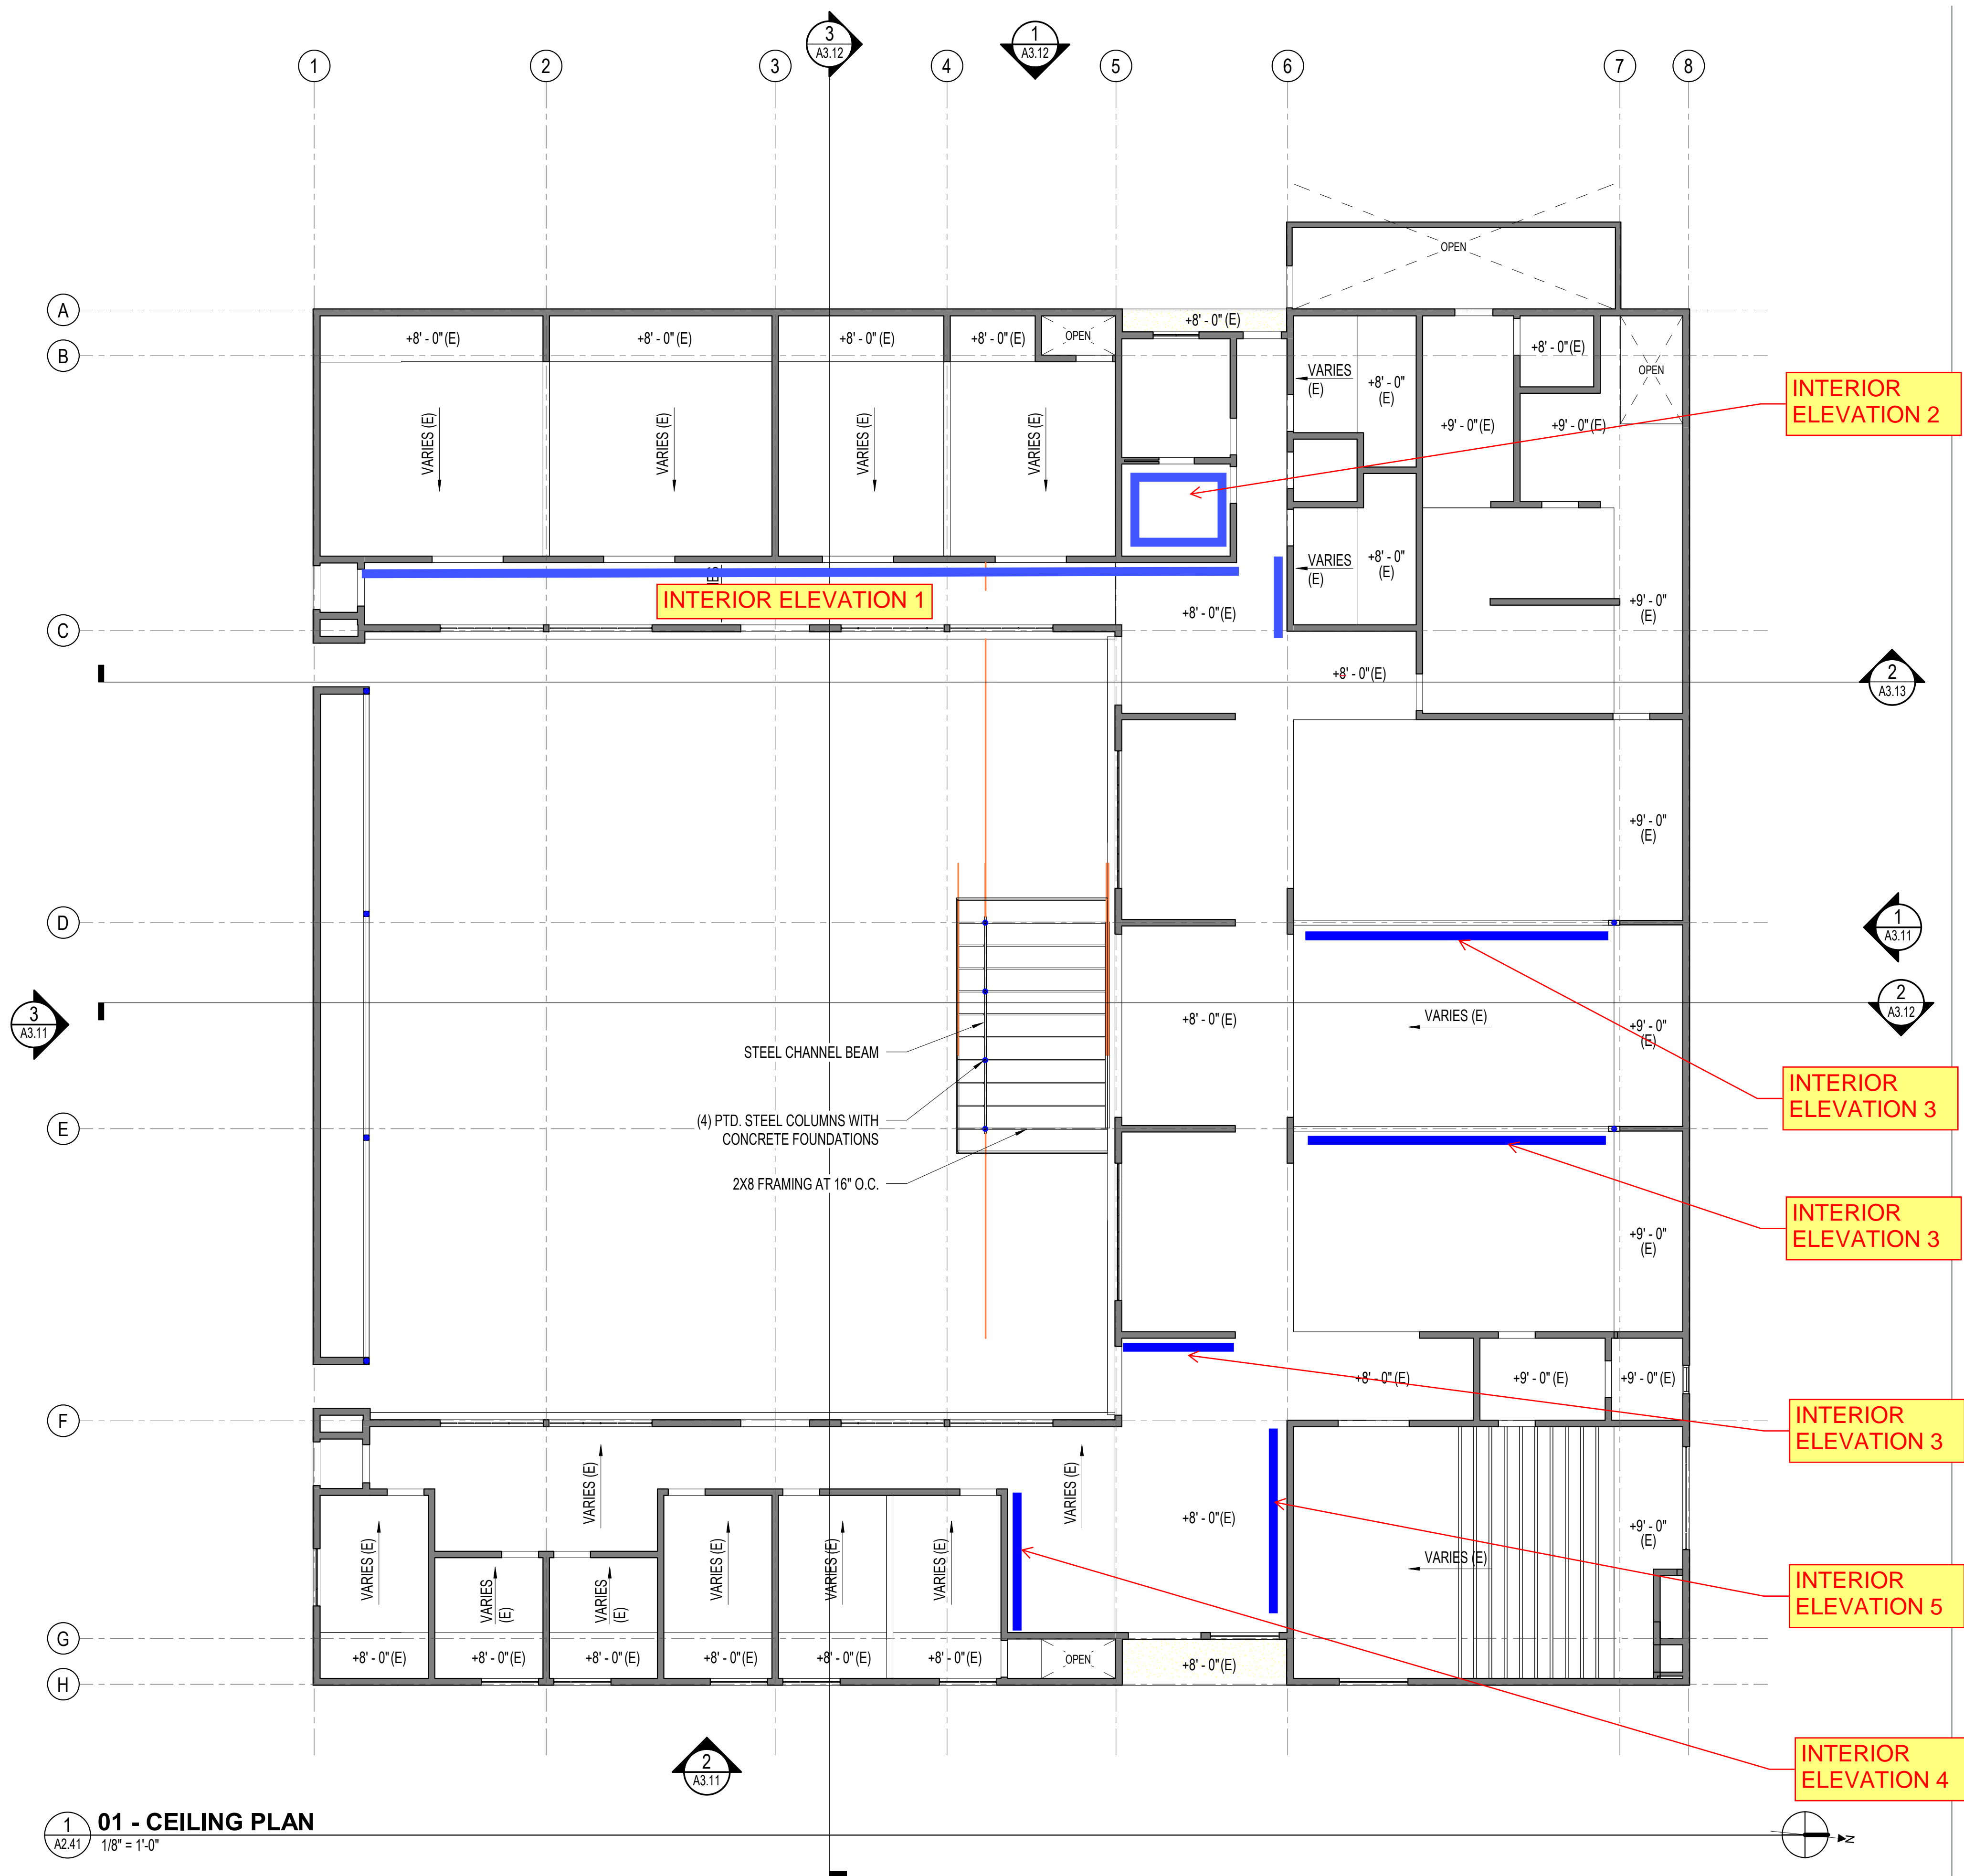 3
A3.12
1
A3.12
1
2
3
4
5
6
7
8
OPEN
A
B
C
D
E
F
G
H
+8' - 0" (E)
+8' - 0" (E)
+8' - 0" (E)
+8' - 0" (E)
OPEN
+8' - 0" (E)
VARIES
(E)
+8' - 0"
(E)
+8' - 0" (E)
OPEN
INTERIOR
ELEVATION 2
+9' - 0" (E)
+9' - 0" (E)
VARIES (E)
VARIES (E)
VARIES (E)
VARIES (E)
VARIES
(E)
+8' - 0"
(E)
INTERIOR ELEVATION 1
+8' - 0" (E)
+9' - 0"
(E)
+8' - 0" (E)
2
A3.13
+9' - 0"
(E)
1
A3.11
3
A3.11
2
A3.12
+8' - 0" (E)
VARIES (E)
+9' - 0"
(E)
STEEL CHANNEL BEAM
INTERIOR
ELEVATION 3
(4) PTD. STEEL COLUMNS WITH
CONCRETE FOUNDATIONS
2X8 FRAMING AT 16" O.C.
INTERIOR
ELEVATION 3
+9' - 0"
(E)
+8' - 0" (E)
+9' - 0" (E)
+9' - 0" (E)
INTERIOR
ELEVATION 3
VARIES (E)
VARIES (E)
VARIES (E)
VARIES (E)
VARIES (E)
VARIES (E)
VARIES
(E)
VARIES
(E)
+8' - 0" (E)
VARIES (E)
+9' - 0"
(E)
INTERIOR
ELEVATION 5
+8' - 0" (E)
+8' - 0" (E)
+8' - 0" (E)
+8' - 0" (E)
+8' - 0" (E)
+8' - 0" (E)
OPEN
+8' - 0" (E)
INTERIOR
ELEVATION 4
2
A3.11
1
A2.41
01 - CEILING PLAN
1/8" = 1'-0"
N